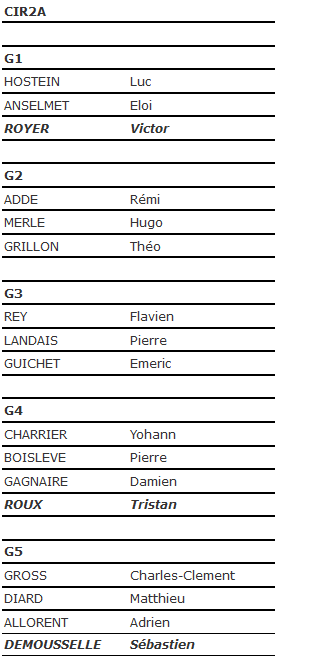 CIR2A
G1
HOSTEIN Luc
ANSELMET Eloi
ROYER Victor
G2
ADDE Rémi
MERLE Hugo
GRILLON Théo
G3
REY Flavien
LANDAIS Pierre
GUICHET Emeric
G4
CHARRIER Yohann
BOISLEVE Pierre
GAGNAIRE Damien
ROUX Tristan
G5
GROSS Charles-Clement
DIARD Matthieu
ALLORENT Adrien
DEMOUSSELLE Sébastien